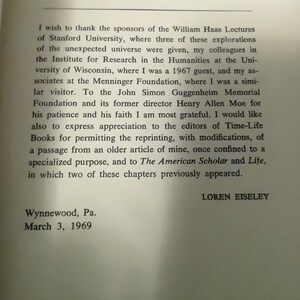 I wish to thank the sponsors of the William Haas Lectures
of Stanford University, where three of these explorations
of the unexpected universe were given, my colleagues in
the Institute for Research in the Humanities at the Uni-
versity of Wisconsin, where I was 1967 guest, and my as-
sociates at the Menninger Foundation, where I was a sim-
ilar visitor. To the John Simon Guggenheim Memorial
Foundation and its former director Henry Allen Moe for
his patience and his faith I am most grateful. I would like
also to express appreciation to the editors of Time-Life
Books for permitting the reprinting, with modifications, of
a passage from an older article of mine, once confined to a
specialized purpose, and to The American Scholar and Life,
in which two of these chapters previously appeared.
LOREN EISELEY
Wynnewood, Pa.
March 3, 1969